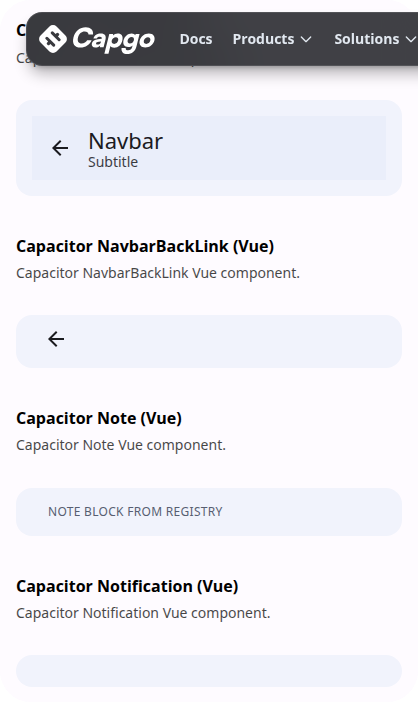 Capgo
Docs
Products
Solutions
Navbar
Subtitle
Capacitor NavbarBackLink (Vue)
Capacitor NavbarBackLink Vue component.
Capacitor Note (Vue)
Capacitor Note Vue component.
NOTE BLOCK FROM REGISTRY
Capacitor Notification (Vue)
Capacitor Notification Vue component.